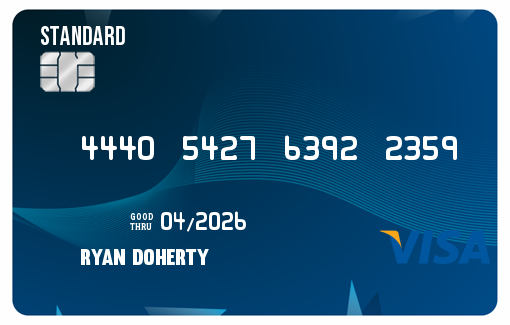 STANDARD
4440 5427 6392 2359
GOOD THRU 04/2026
RYAN DOHERTY
VISA